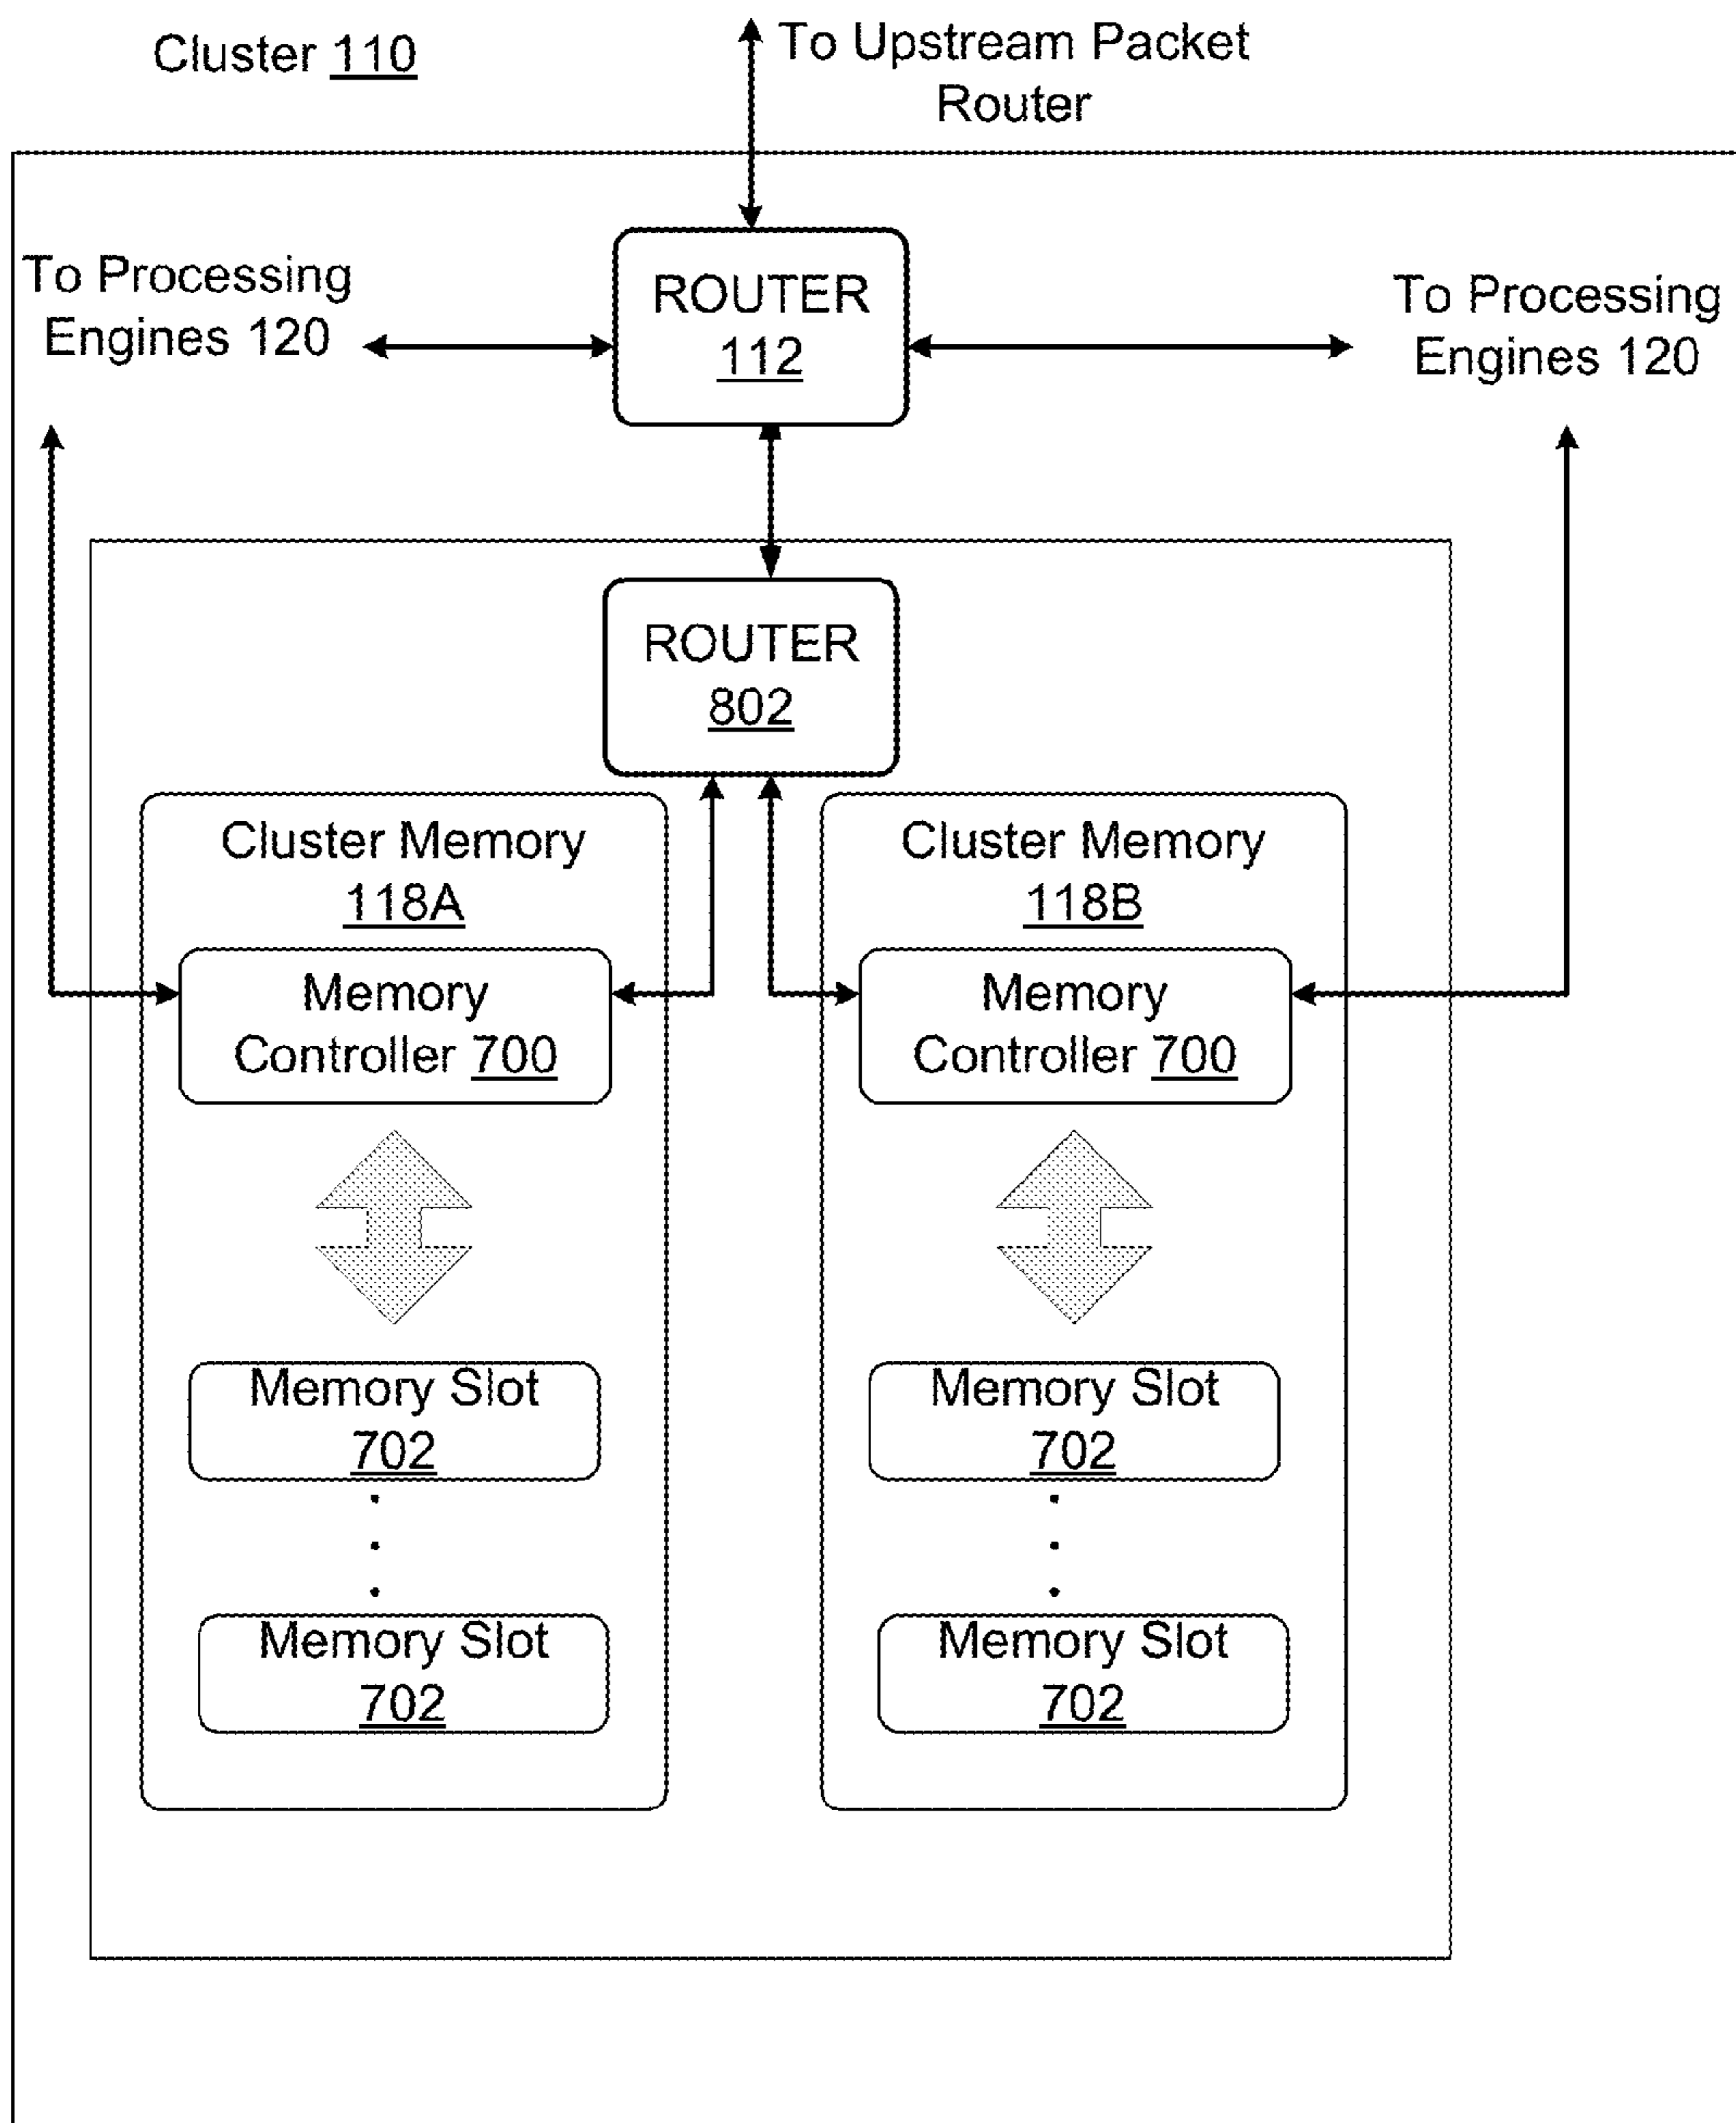 Cluster 110
To Upstream Packet
Router
To Processing
Engines 120
ROUTER
112
To Processing
Engines 120
ROUTER
802
Cluster Memory
118A
Memory
Controller 700
Memory Slot
702
Memory Slot
702
Cluster Memory
118B
Memory
Controller 700
Memory Slot
702
Memory Slot
702